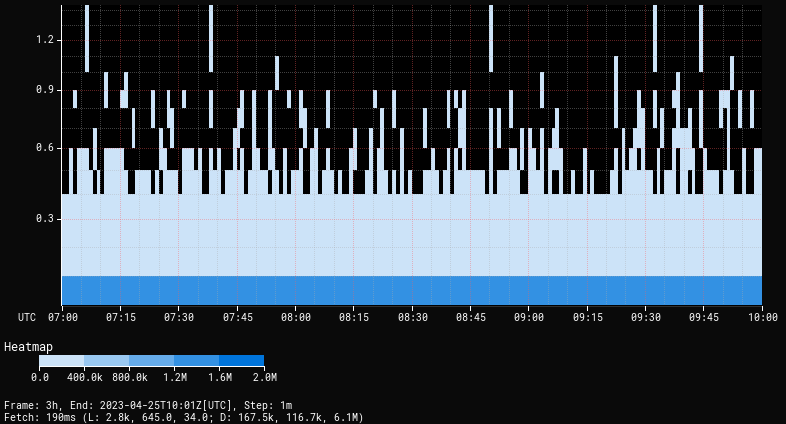 1.2
0.9
0.6
0.3
UTC 07:00 07:15 07:30 07:45 08:00 08:15 08:30 08:45 09:00 09:15 09:30 09:45 10:00
Heatmap
0.0 400.0k 800.0k 1.2M 1.6M 2.0M
Frame: 3h, End: 2023-04-25T10:01Z[UTC], Step: 1m
Fetch: 190ms (L: 2.8k, 645.0, 34.0; D: 167.5k, 116.7k, 6.1M)